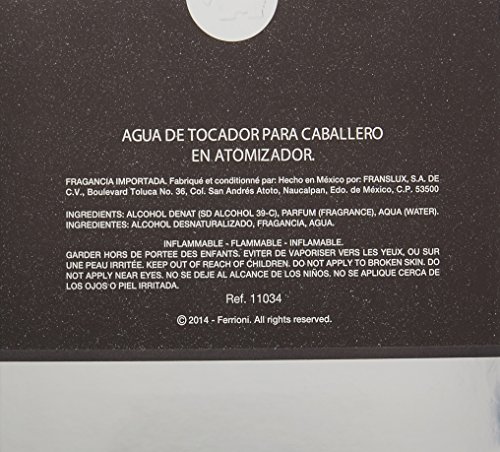 AGUA DE TOCADOR PARA CABALLERO
EN ATOMIZADOR.
FRAGANCIA IMPORTADA. Fabriqué et conditionné par: Hecho en México por: FRANSLUX, S.A. DE
C.V., Boulevard Toluca No. 36, Col. San Andrés Atoto, Naucalpan, Edo. de México, C.P. 53500
INGREDIENTS: ALCOHOL DENAT (SD ALCOHOL 39-C), PARFUM (FRAGRANCE), AQUA (WATER).
INGREDIENTES: ALCOHOL DESNATURALIZADO, FRAGANCIA, AGUA.
INFLAMMABLE - FLAMMABLE - INFLAMABLE.
GARDER HORS DE PORTEE DES ENFANTS. EVITER DE VAPORISER VERS LES YEUX, OU SUR
UNE PEAU IRRITÉE. KEEP OUT OF REACH OF CHILDREN. DO NOT APPLY TO BROKEN SKIN. DO
NOT APPLY NEAR EYES. NO SE DEJE AL ALCANCE DE LOS NIÑOS. NO SE APLIQUE CERCA DE
LOS OJOS O PIEL IRRITADA.
Ref. 11034
© 2014 - Ferrioni. All rights reserved.